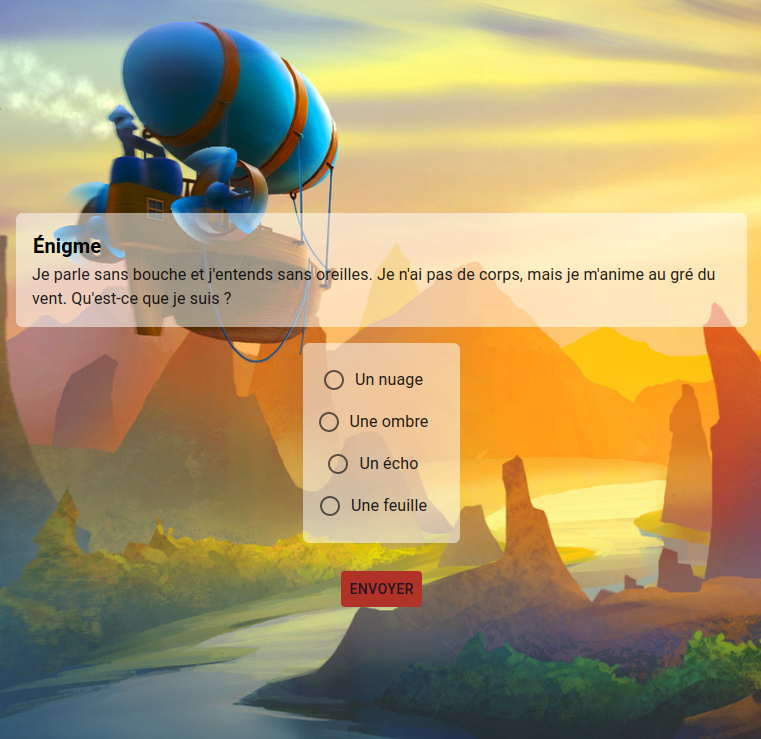 Énigme
Je parle sans bouche et j'entends sans oreilles. Je n'ai pas de corps, mais je m'anime au gré du
vent. Qu'est-ce que je suis ?
Un nuage
Une ombre
Un écho
Une feuille
ENVOYER